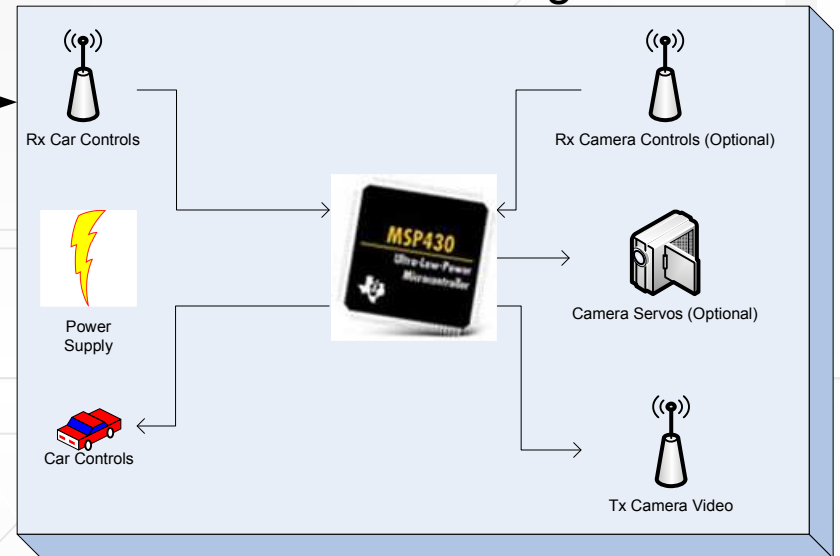 Rx Car Controls
Rx Camera Controls (Optional)
MSP430
Ultra-Low-Power
Microcontroller
Power
Supply
Camera Servos (Optional)
Car Controls
Tx Camera Video